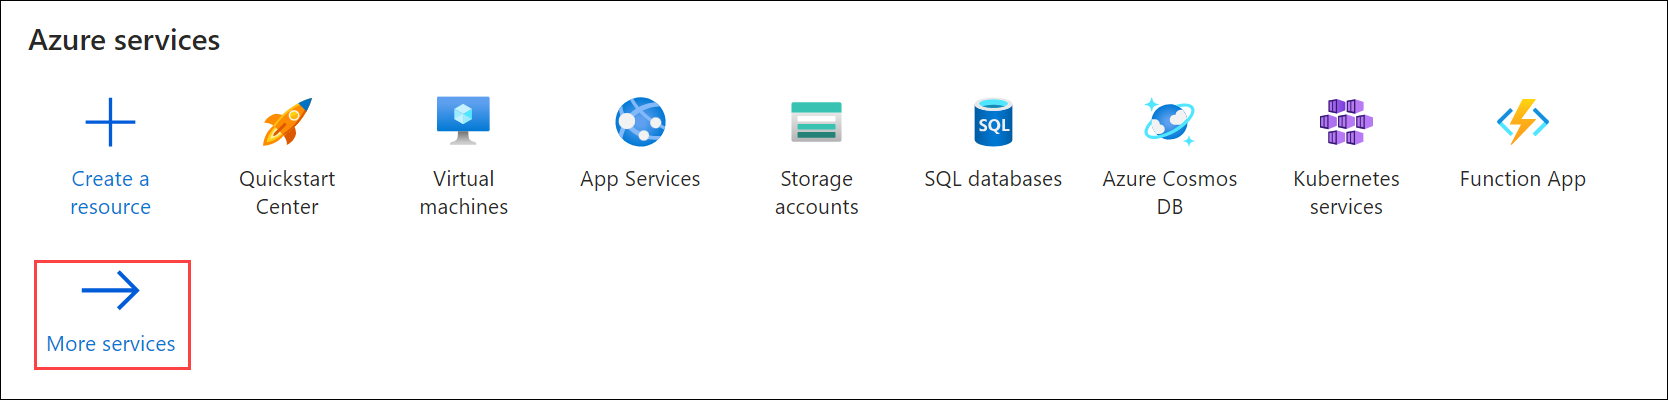 Azure services
SQL
Create a
resource
Quickstart
Center
Virtual
machines
App Services
Storage
accounts
SQL databases
Azure Cosmos
DB
Kubernetes
services
Function App
More services